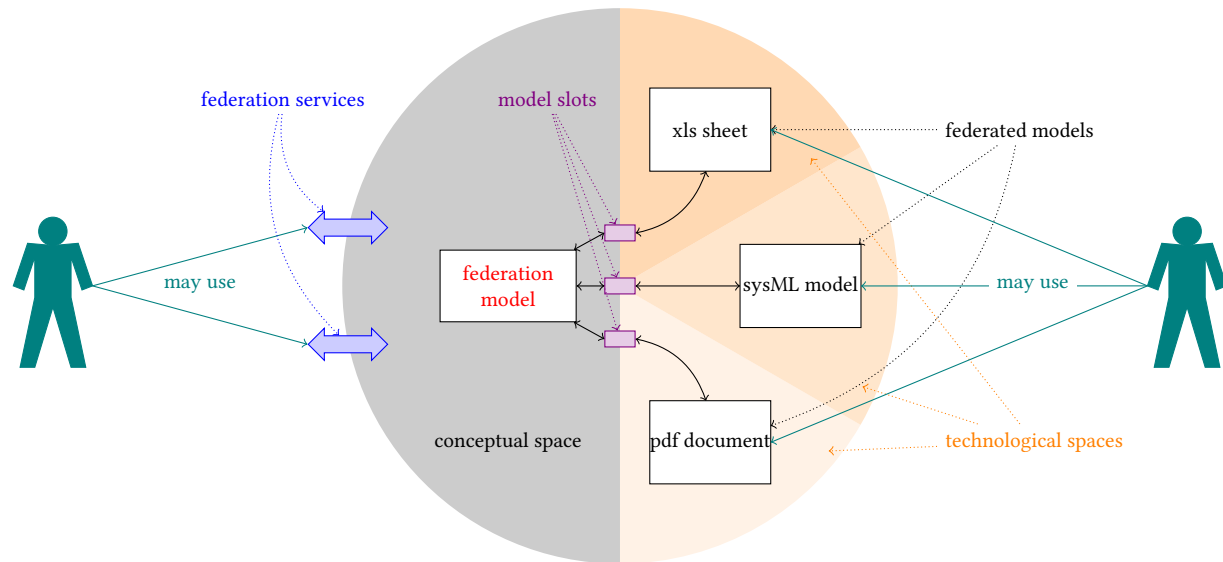 federation services
model slots
xls sheet
federated models
may use
federation
model
sysML model
may use
conceptual space
pdf document
technological spaces